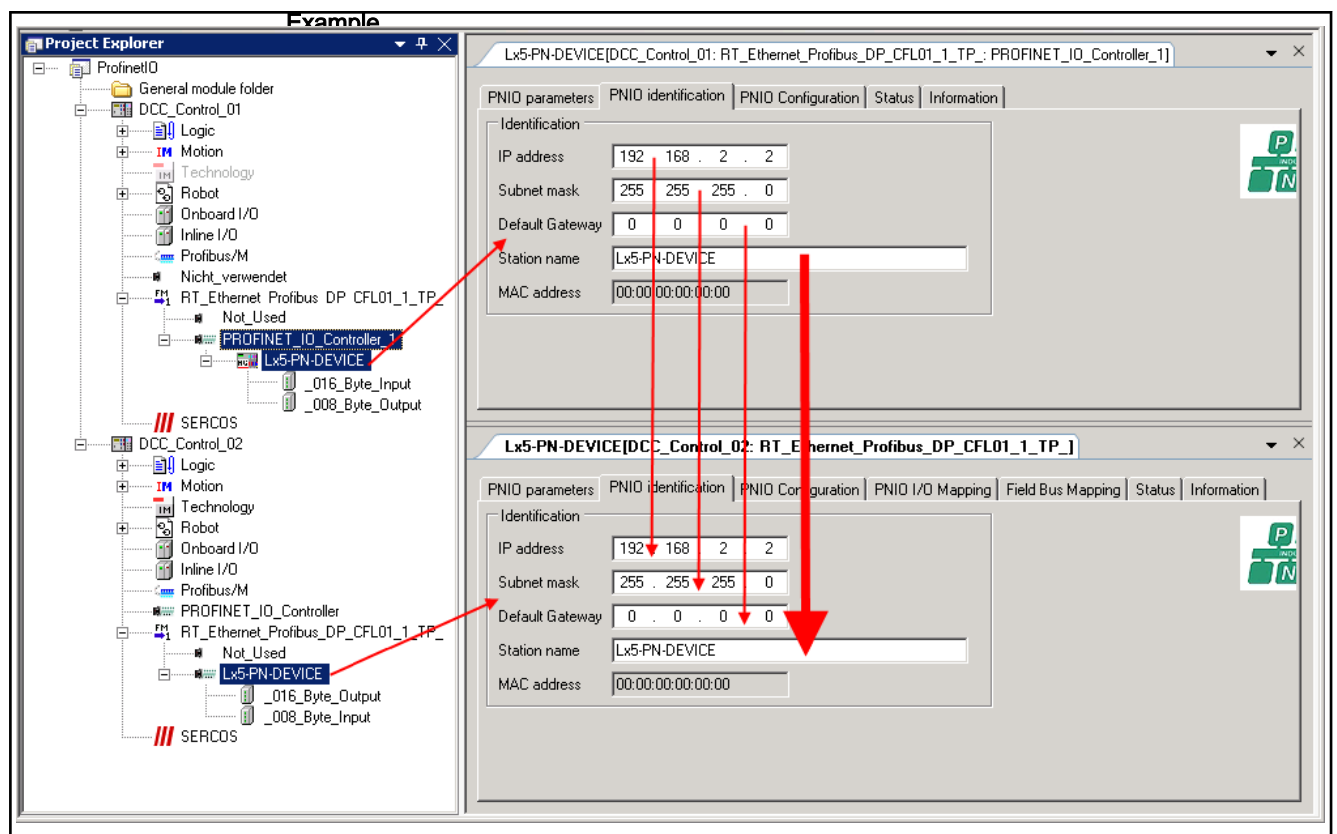 Example
Project Explorer
ProfinetIO
General module folder
DCC_Control_01
Logic
Motion
Technology
Robot
Onboard I/O
Inline I/O
Profibus/M
Nicht_verwendet
RT_Ethernet_Profibus_DP_CFL01_1_TP_
Not_Used
PROFINET_IO_Controller_1
Lx5-PN-DEVICE
_016_Byte_Input
_008_Byte_Output
SERCOS
DCC_Control_02
Logic
Motion
Technology
Robot
Onboard I/O
Inline I/O
Profibus/M
PROFINET_IO_Controller
RT_Ethernet_Profibus_DP_CFL01_1_TP_
Not_Used
Lx5-PN-DEVICE
_016_Byte_Output
_008_Byte_Input
SERCOS
Lx5-PN-DEVICE[DCC_Control_01: RT_Ethernet_Profibus_DP_CFL01_1_TP_: PROFINET_IO_Controller_1]
PNIO parameters PNIO identification PNIO Configuration Status Information
Identification
IP address 192 . 168 . 2 . 2
Subnet mask 255 . 255 . 255 . 0
Default Gateway 0 . 0 . 0 . 0
Station name Lx5-PN-DEVICE
MAC address 00:00:00:00:00:00
Lx5-PN-DEVICE[DCC_Control_02: RT_Ethernet_Profibus_DP_CFL01_1_TP_]
PNIO parameters PNIO identification PNIO Configuration PNIO I/O Mapping Field Bus Mapping Status Information
Identification
IP address 192 . 168 . 2 . 2
Subnet mask 255 . 255 . 255 . 0
Default Gateway 0 . 0 . 0 . 0
Station name Lx5-PN-DEVICE
MAC address 00:00:00:00:00:00